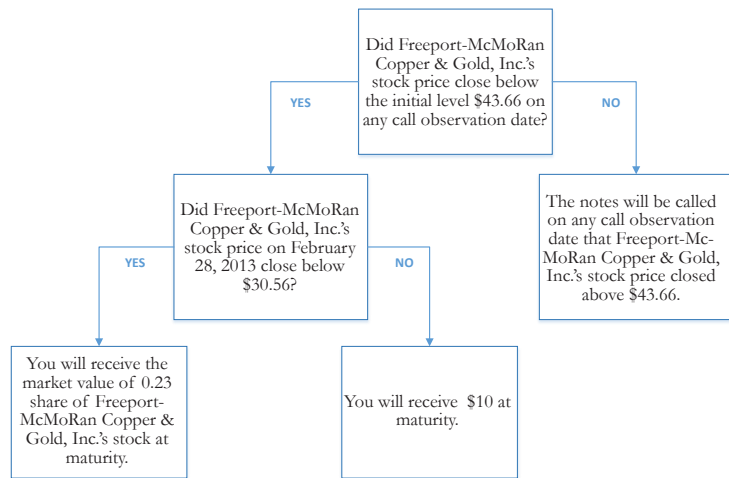 Did Freeport-McMoRan
Copper & Gold, Inc.'s
stock price close below
the initial level $43.66 on
any call observation date?
YES
NO
Did Freeport-McMoRan
Copper & Gold, Inc.'s
stock price on February
28, 2013 close below
$30.56?
The notes will be called
on any call observation
date that Freeport-Mc-
MoRan Copper & Gold,
Inc.'s stock price closed
above $43.66.
YES
NO
You will receive the
market value of 0.23
share of Freeport-
McMoRan Copper &
Gold, Inc.'s stock at
maturity.
You will receive $10 at
maturity.